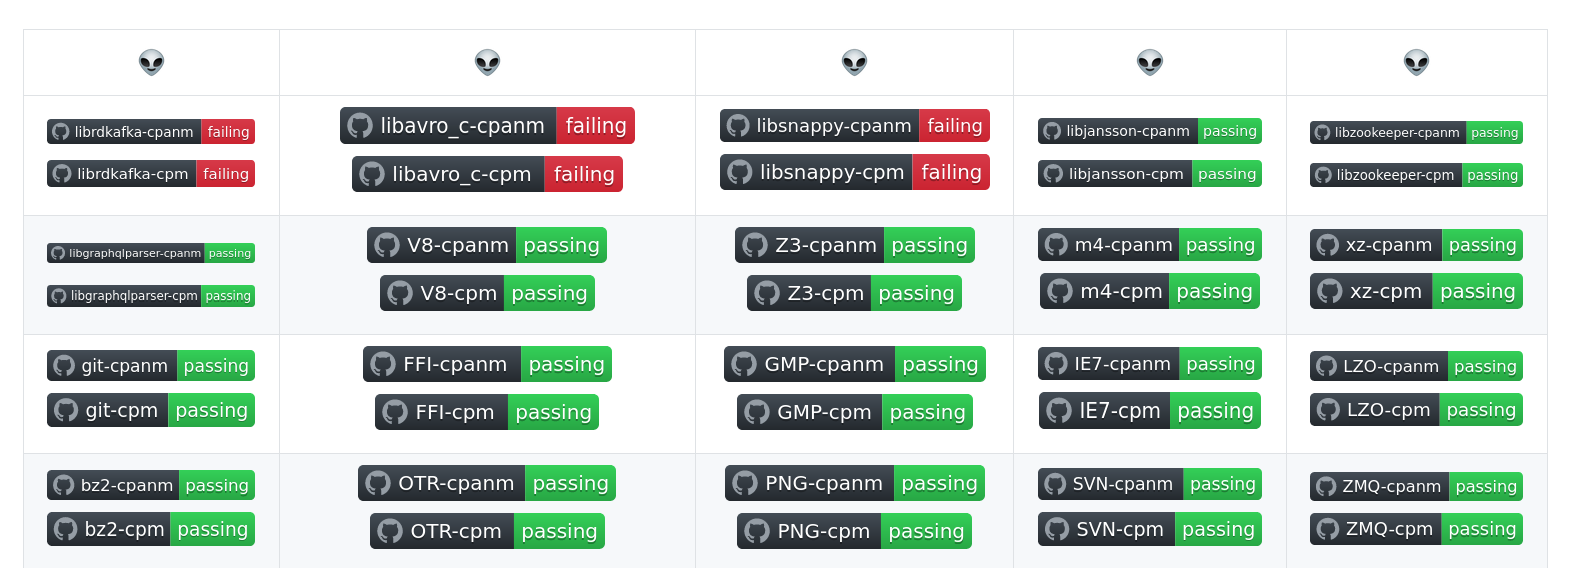 librdkafka-cpanm failing
librdkafka-cpm failing
libavro_c-cpanm failing
libavro_c-cpm failing
libsnappy-cpanm failing
libsnappy-cpm failing
libjansson-cpanm passing
libjansson-cpm passing
libzookeeper-cpanm passing
libzookeeper-cpm passing
libgraphqlparser-cpanm passing
libgraphqlparser-cpm passing
V8-cpanm passing
V8-cpm passing
Z3-cpanm passing
Z3-cpm passing
m4-cpanm passing
m4-cpm passing
xz-cpanm passing
xz-cpm passing
git-cpanm passing
git-cpm passing
FFI-cpanm passing
FFI-cpm passing
GMP-cpanm passing
GMP-cpm passing
IE7-cpanm passing
IE7-cpm passing
LZO-cpanm passing
LZO-cpm passing
bz2-cpanm passing
bz2-cpm passing
OTR-cpanm passing
OTR-cpm passing
PNG-cpanm passing
PNG-cpm passing
SVN-cpanm passing
SVN-cpm passing
ZMQ-cpanm passing
ZMQ-cpm passing